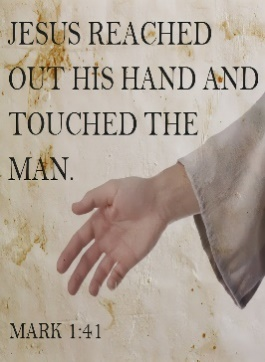 JESUS REACHED
OUT HIS HAND AND
TOUCHED THE
MAN.
MARK 1:41